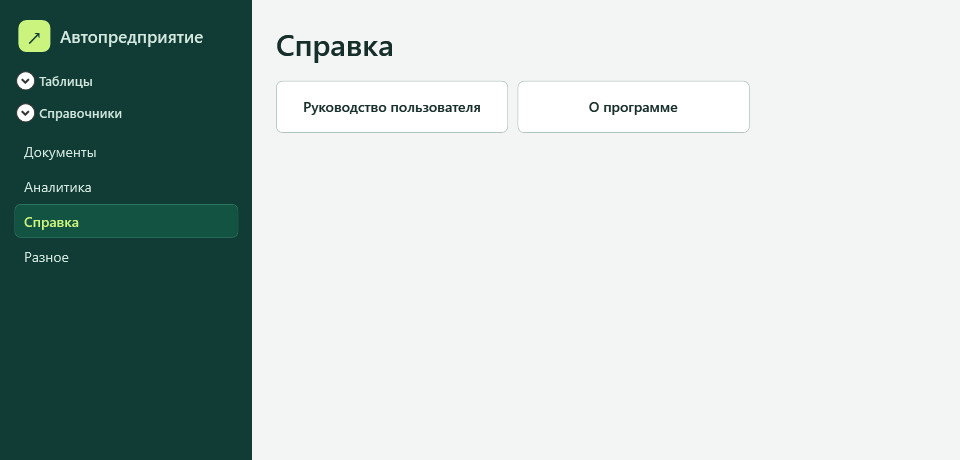 Автопредприятие
Таблицы
Справочники
Документы
Аналитика
Справка
Разное
Справка
Руководство пользователя
О программе